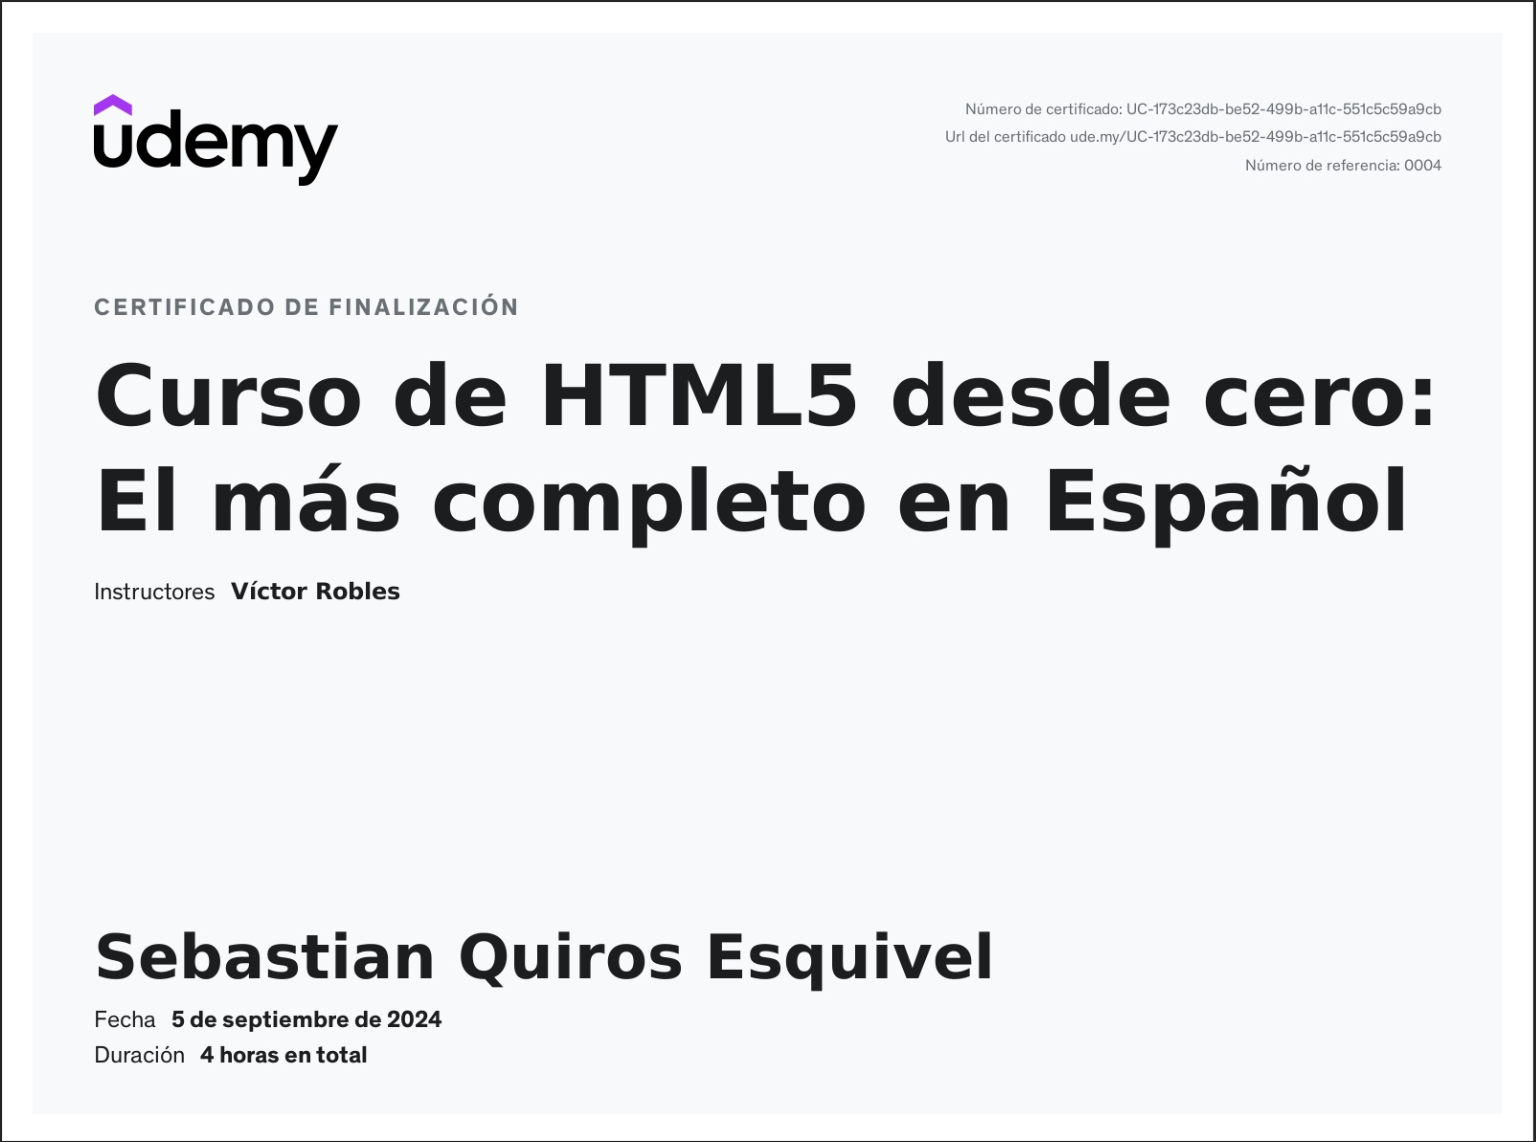 udemy
Número de certificado: UC-173c23db-be52-499b-a11c-551c5c59a9cb
Url del certificado ude.my/UC-173c23db-be52-499b-a11c-551c5c59a9cb
Número de referencia: 0004
CERTIFICADO DE FINALIZACIÓN
Curso de HTML5 desde cero:
El más completo en Español
Instructores Víctor Robles
Sebastian Quiros Esquivel
Fecha 5 de septiembre de 2024
Duración 4 horas en total